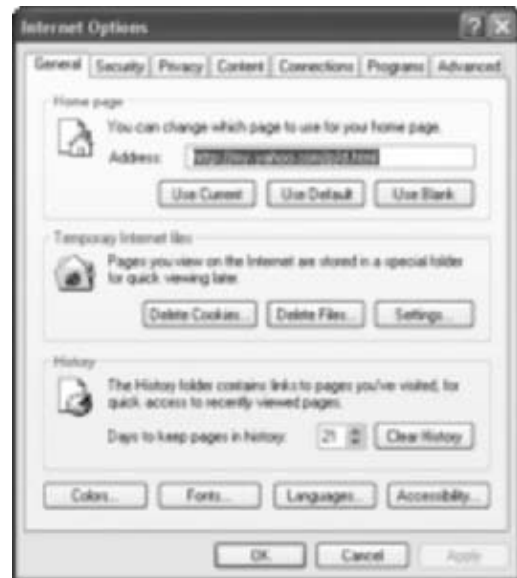 Internet Options
General Security Privacy Content Connections Programs Advanced
Home page
You can change which page to use for your home page.
Address:
Use Current Use Default Use Blank
Temporary Internet files
Pages you view on the Internet are stored in a special folder
for quick viewing later.
Delete Cookies... Delete Files... Settings...
History
The History folder contains links to pages you've visited, for
quick access to recently viewed pages.
Days to keep pages in history: 21 Clear History
Colors... Fonts... Languages... Accessibility...
OK Cancel Apply